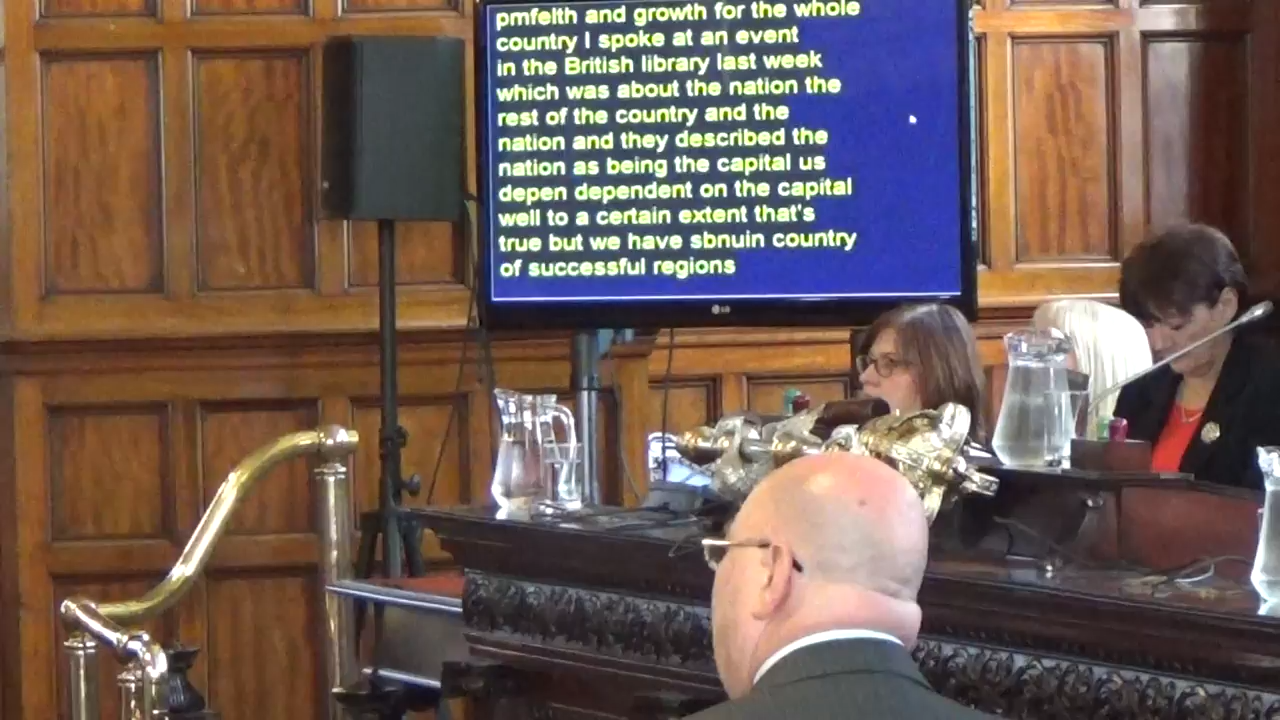 pmfelth and growth for the whole
country I spoke at an event
in the British library last week
which was about the nation the
rest of the country and the
nation and they described the
nation as being the capital us
depen dependent on the capital
well to a certain extent that's
true but we have sbnuin country
of successful regions
LG